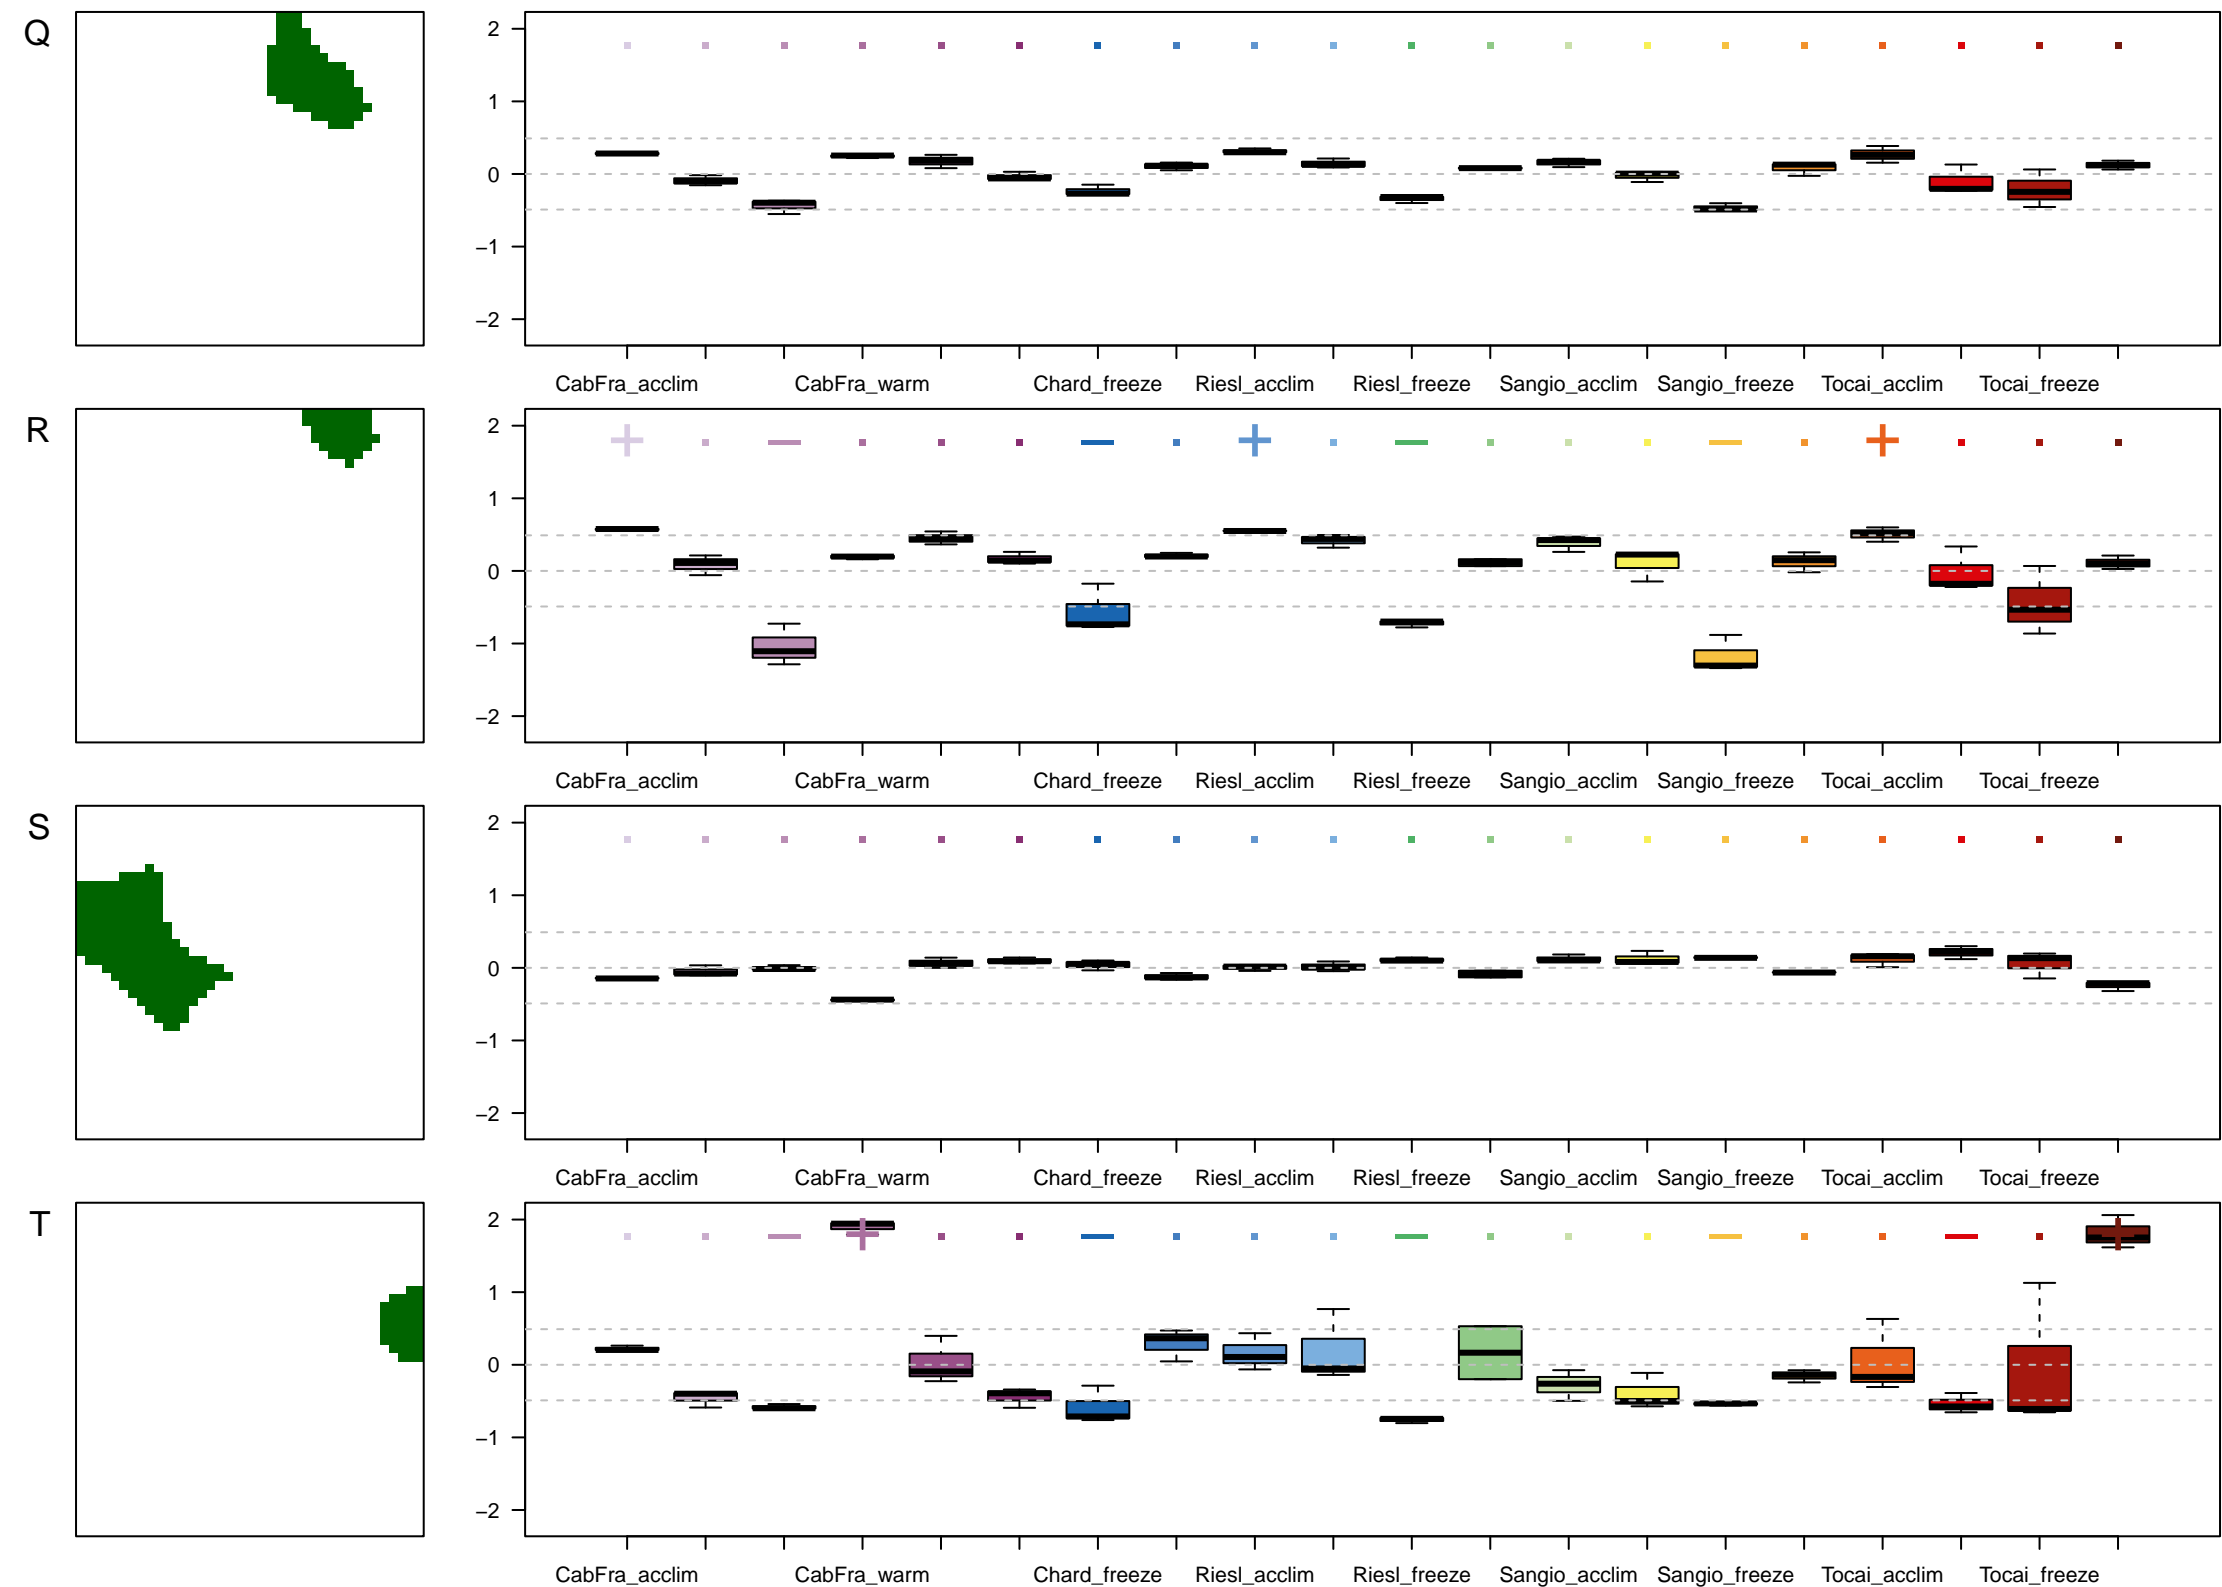 Q
2
1
0
−1
−2
CabFra_acclim CabFra_warm Chard_freeze Riesl_acclim Riesl_freeze Sangio_acclim Sangio_freeze Tocai_acclim Tocai_freeze
R
2
1
0
−1
−2
CabFra_acclim CabFra_warm Chard_freeze Riesl_acclim Riesl_freeze Sangio_acclim Sangio_freeze Tocai_acclim Tocai_freeze
S
2
1
0
−1
−2
CabFra_acclim CabFra_warm Chard_freeze Riesl_acclim Riesl_freeze Sangio_acclim Sangio_freeze Tocai_acclim Tocai_freeze
T
2
1
0
−1
−2
CabFra_acclim CabFra_warm Chard_freeze Riesl_acclim Riesl_freeze Sangio_acclim Sangio_freeze Tocai_acclim Tocai_freeze